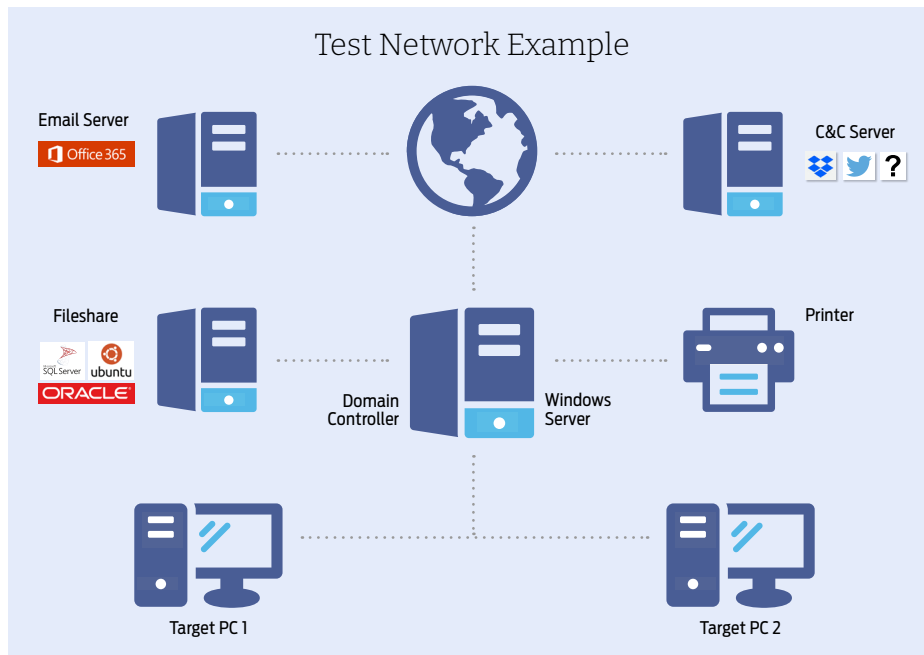 Test Network Example
Email Server
Office 365
C&C Server
?
Fileshare
Microsoft
SQL Server
ubuntu
ORACLE®
Domain
Controller
Windows
Server
Printer
Target PC 1
Target PC 2